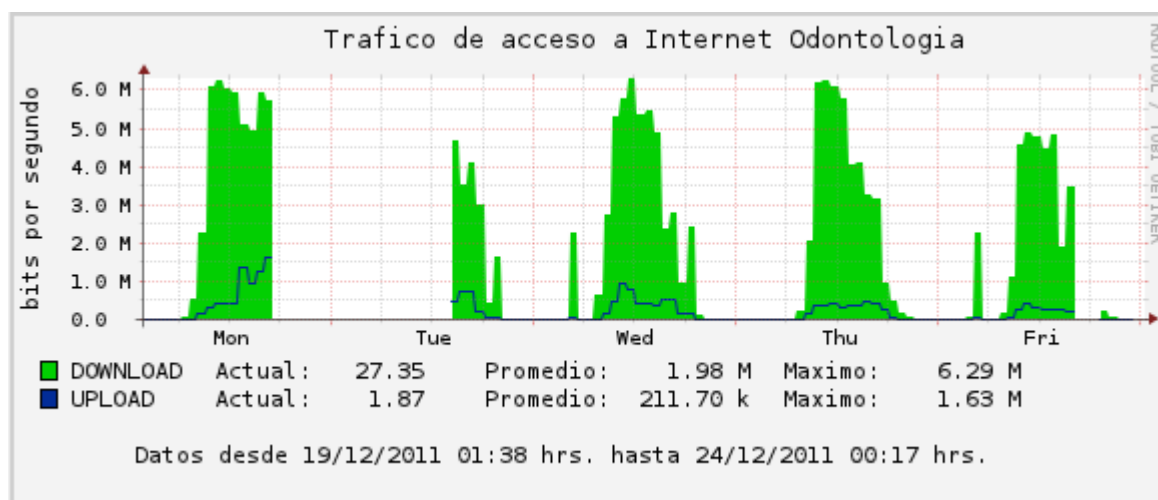 Trafico de acceso a Internet Odontologia
RRDTOOL / TOBI OETIKER
bits por segundo
6.0 M
5.0 M
4.0 M
3.0 M
2.0 M
1.0 M
0.0
Mon Tue Wed Thu Fri
DOWNLOAD Actual: 27.35 Promedio: 1.98 M Maximo: 6.29 M
UPLOAD Actual: 1.87 Promedio: 211.70 k Maximo: 1.63 M
Datos desde 19/12/2011 01:38 hrs. hasta 24/12/2011 00:17 hrs.